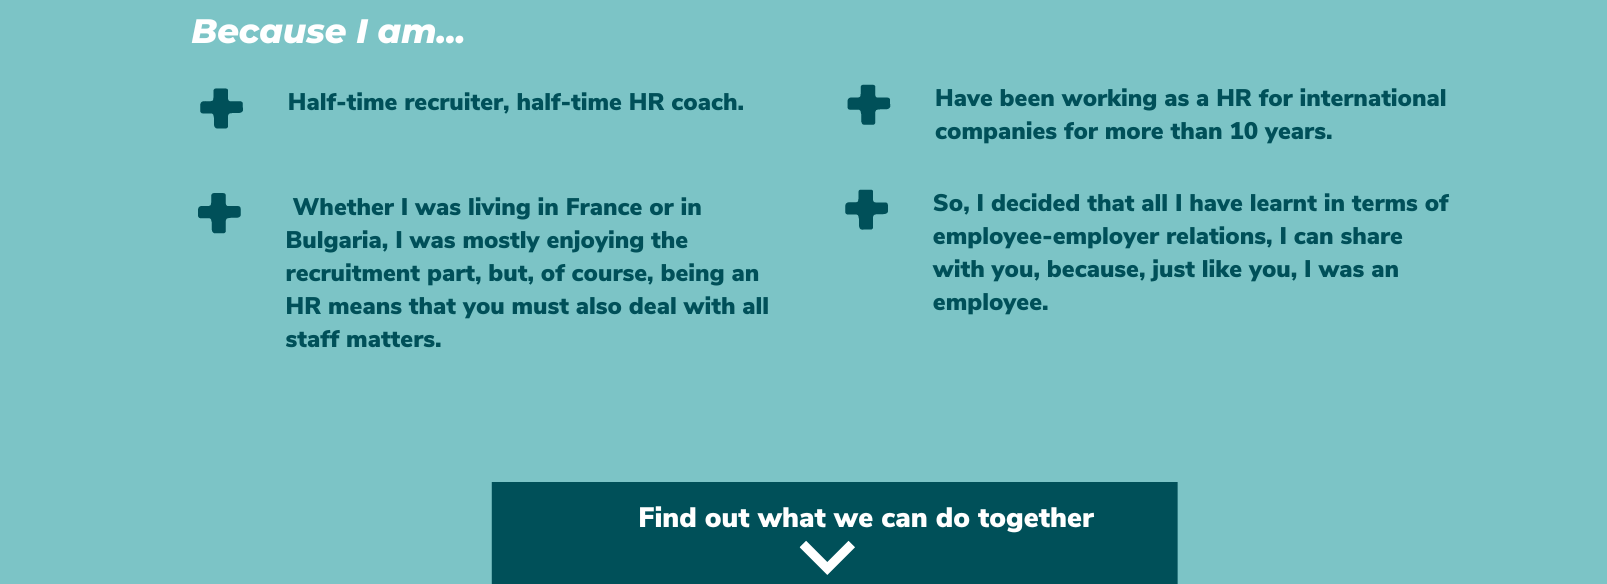 Because I am...
Half-time recruiter, half-time HR coach.
Have been working as a HR for international
companies for more than 10 years.
Whether I was living in France or in
Bulgaria, I was mostly enjoying the
recruitment part, but, of course, being an
HR means that you must also deal with all
staff matters.
So, I decided that all I have learnt in terms of
employee-employer relations, I can share
with you, because, just like you, I was an
employee.
Find out what we can do together